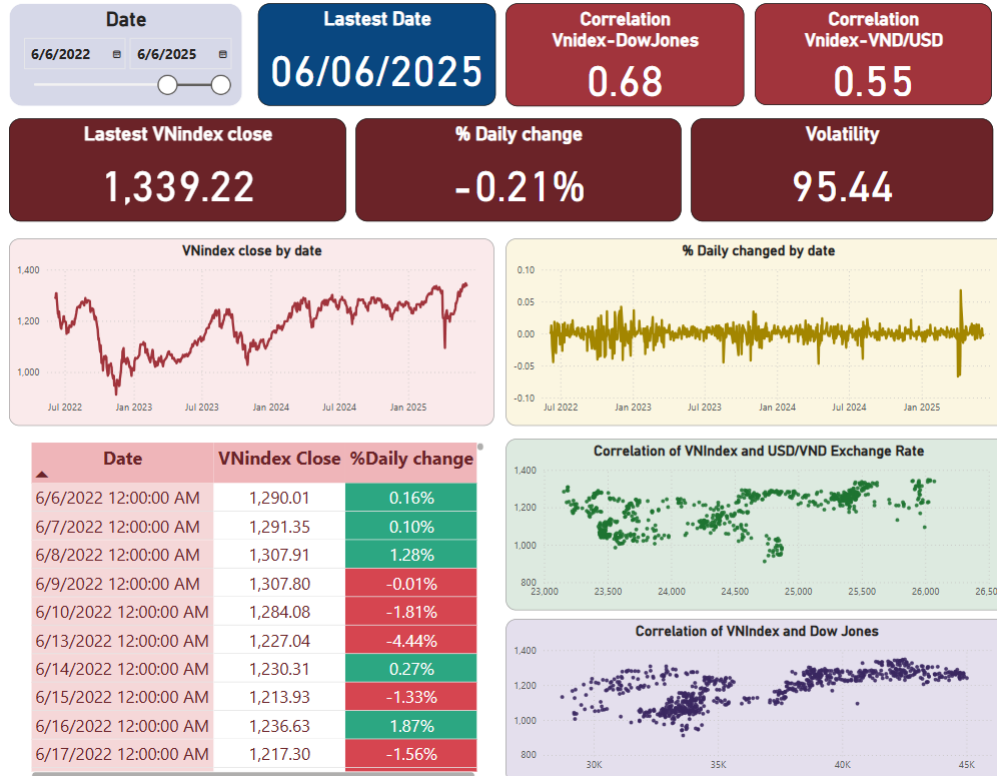 Date
6/6/2022
6/6/2025
Lastest Date
06/06/2025
Correlation
Vnidex-DowJones
0.68
Correlation
Vnidex-VND/USD
0.55
Lastest VNindex close
1,339.22
% Daily change
-0.21%
Volatility
95.44
VNindex close by date
1,400
1,200
1,000
Jul 2022 Jan 2023 Jul 2023 Jan 2024 Jul 2024 Jan 2025
% Daily changed by date
0.10
0.05
0.00
-0.05
-0.10
Jul 2022 Jan 2023 Jul 2023 Jan 2024 Jul 2024 Jan 2025
Date VNindex Close %Daily change
6/6/2022 12:00:00 AM 1,290.01 0.16%
6/7/2022 12:00:00 AM 1,291.35 0.10%
6/8/2022 12:00:00 AM 1,307.91 1.28%
6/9/2022 12:00:00 AM 1,307.80 -0.01%
6/10/2022 12:00:00 AM 1,284.08 -1.81%
6/13/2022 12:00:00 AM 1,227.04 -4.44%
6/14/2022 12:00:00 AM 1,230.31 0.27%
6/15/2022 12:00:00 AM 1,213.93 -1.33%
6/16/2022 12:00:00 AM 1,236.63 1.87%
6/17/2022 12:00:00 AM 1,217.30 -1.56%
Correlation of VNIndex and USD/VND Exchange Rate
1,400
1,200
1,000
800
23,000 23,500 24,000 24,500 25,000 25,500 26,000 26,50
Correlation of VNIndex and Dow Jones
1,400
1,200
1,000
800
30K 35K 40K 45K